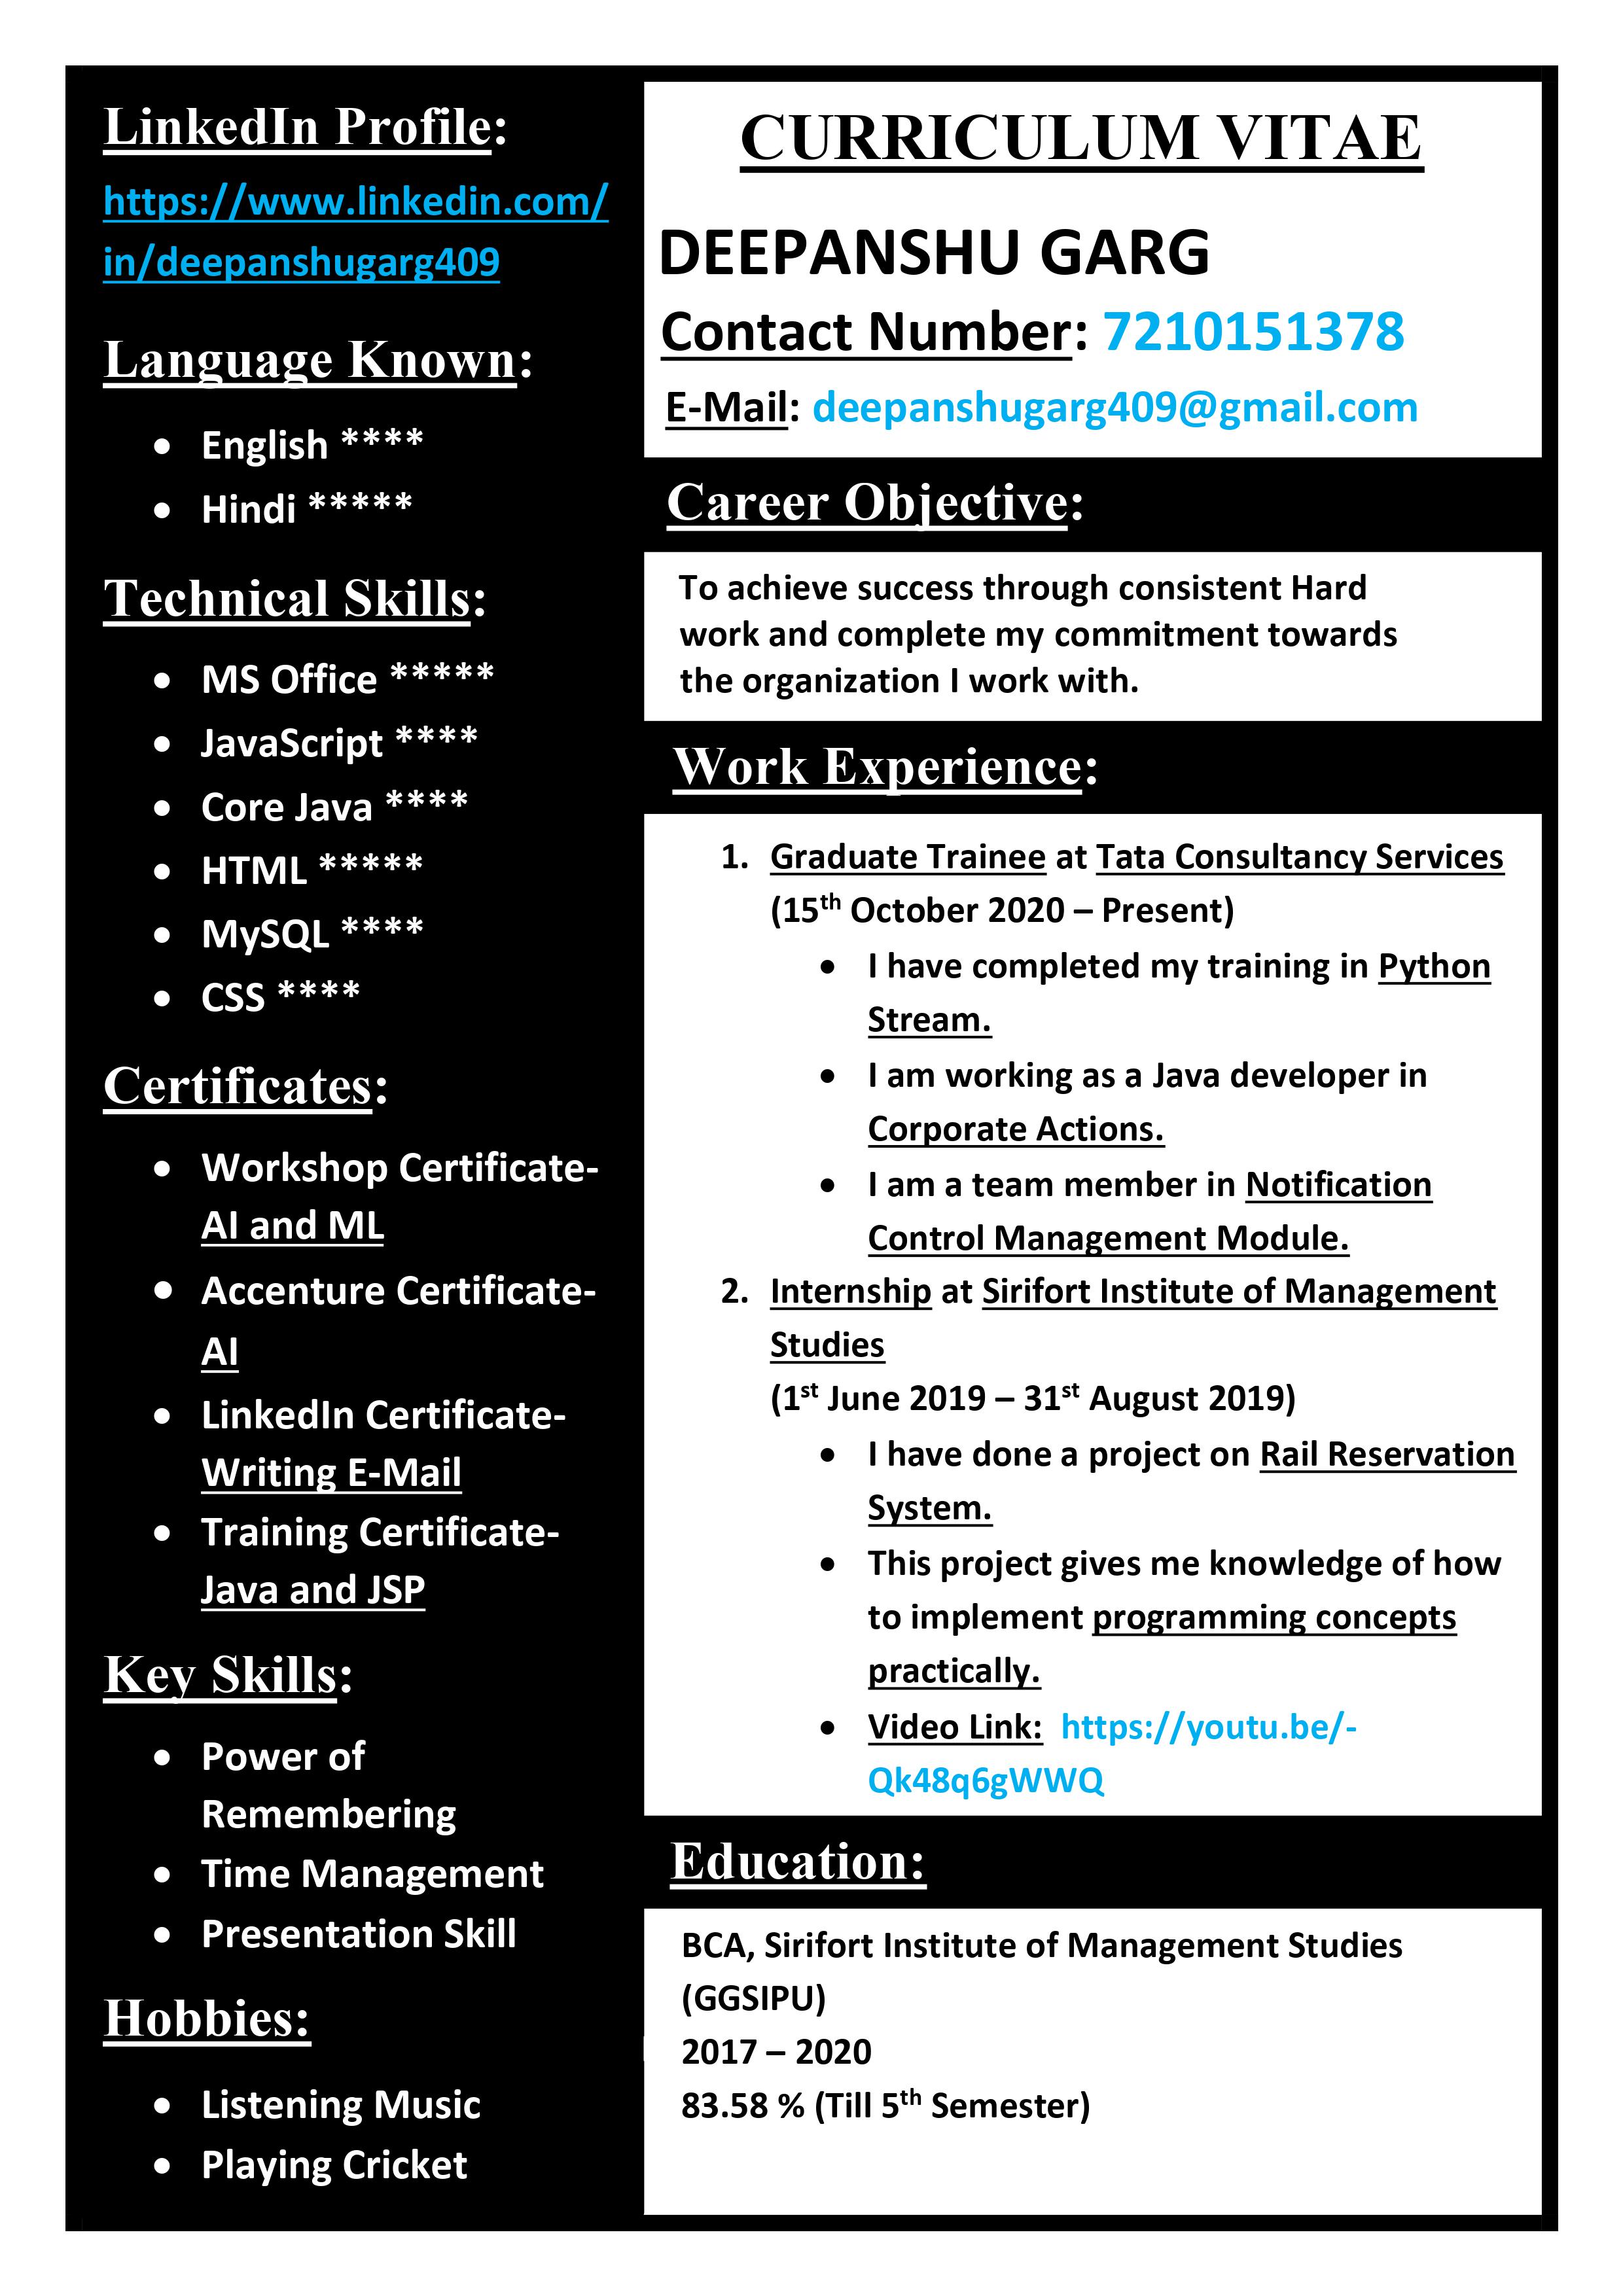 LinkedIn Profile:
https://www.linkedin.com/
in/deepanshugarg409
Language Known:
• English ****
• Hindi *****
Technical Skills:
• MS Office *****
• JavaScript ****
• Core Java ****
• HTML *****
• MySQL ****
• CSS ****
Certificates:
• Workshop Certificate-
AI and ML
• Accenture Certificate-
AI
• LinkedIn Certificate-
Writing E-Mail
• Training Certificate-
Java and JSP
Key Skills:
• Power of
Remembering
• Time Management
• Presentation Skill
Hobbies:
• Listening Music
• Playing Cricket
CURRICULUM VITAE
DEEPANSHU GARG
Contact Number: 7210151378
E-Mail: deepanshugarg409@gmail.com
Career Objective:
To achieve success through consistent Hard
work and complete my commitment towards
the organization I work with.
Work Experience:
1. Graduate Trainee at Tata Consultancy Services
(15th October 2020 – Present)
• I have completed my training in Python
Stream.
• I am working as a Java developer in
Corporate Actions.
• I am a team member in Notification
Control Management Module.
2. Internship at Sirifort Institute of Management
Studies
(1st June 2019 – 31st August 2019)
• I have done a project on Rail Reservation
System.
• This project gives me knowledge of how
to implement programming concepts
practically.
• Video Link: https://youtu.be/-
Qk48q6gWWQ
Education:
BCA, Sirifort Institute of Management Studies
(GGSIPU)
2017 – 2020
83.58 % (Till 5th Semester)